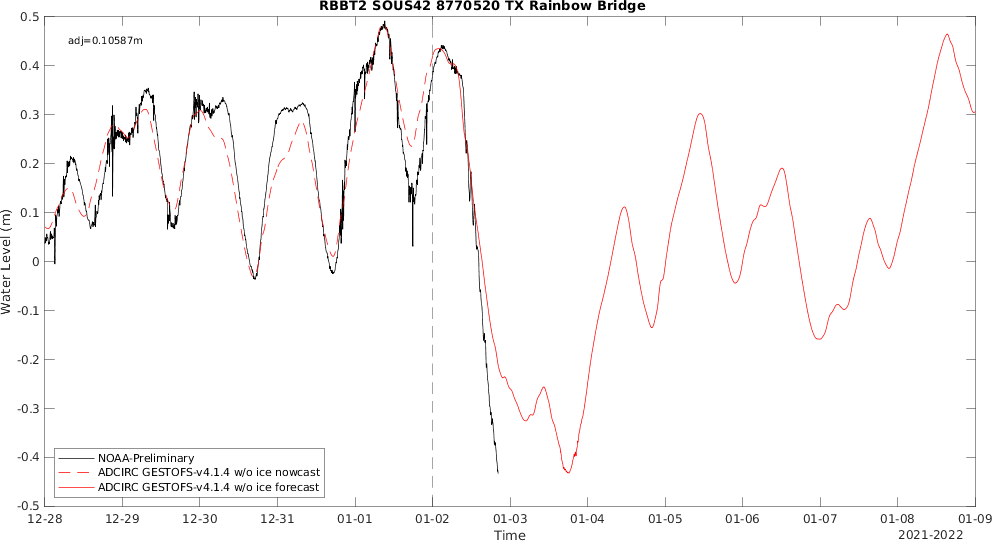 RBBT2 SOUS42 8770520 TX Rainbow Bridge
adj=0.10587m
0.5
0.4
0.3
0.2
0.1
0
-0.1
-0.2
-0.3
-0.4
-0.5
Water Level (m)
NOAA-Preliminary
ADCIRC GESTOFS-v4.1.4 w/o ice nowcast
ADCIRC GESTOFS-v4.1.4 w/o ice forecast
12-28 12-29 12-30 12-31 01-01 01-02 01-03 01-04 01-05 01-06 01-07 01-08 01-09
Time
2021-2022